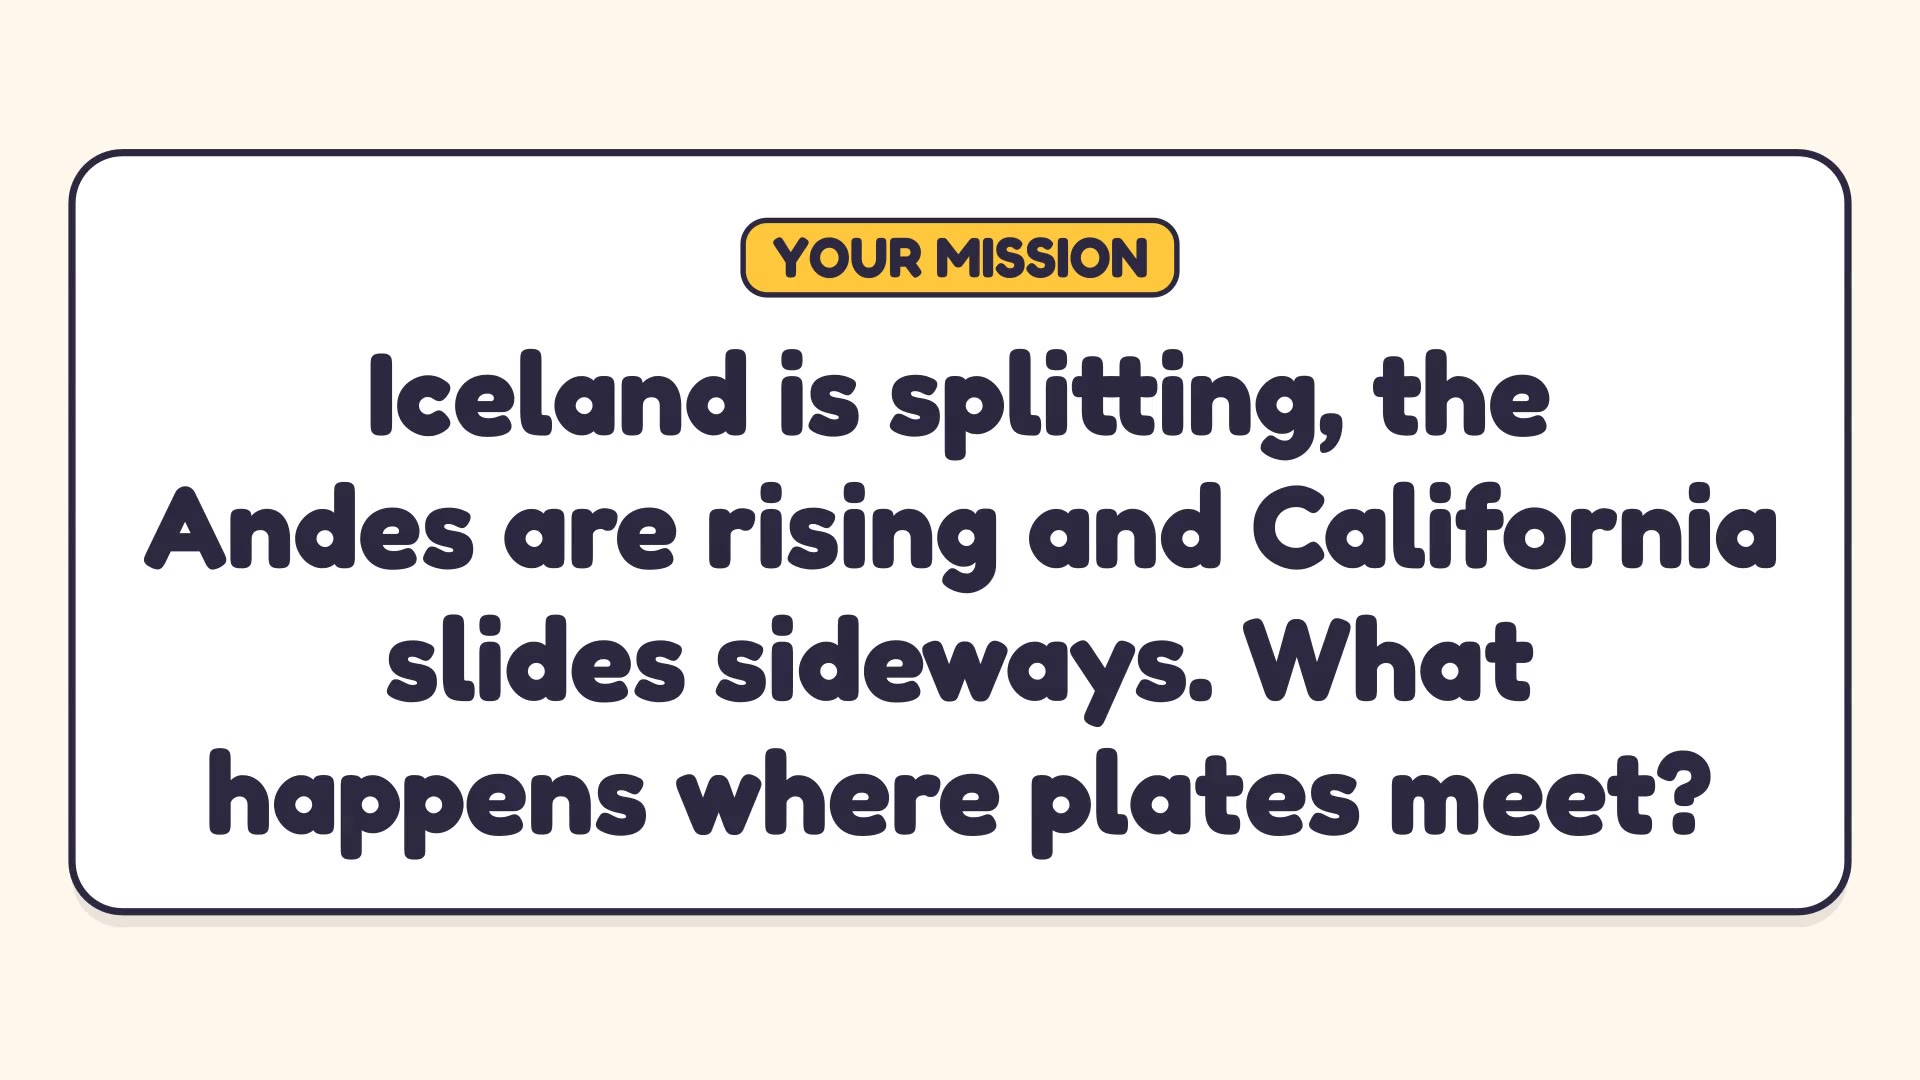 YOUR MISSION
Iceland is splitting, the
Andes are rising and California
slides sideways. What
happens where plates meet?